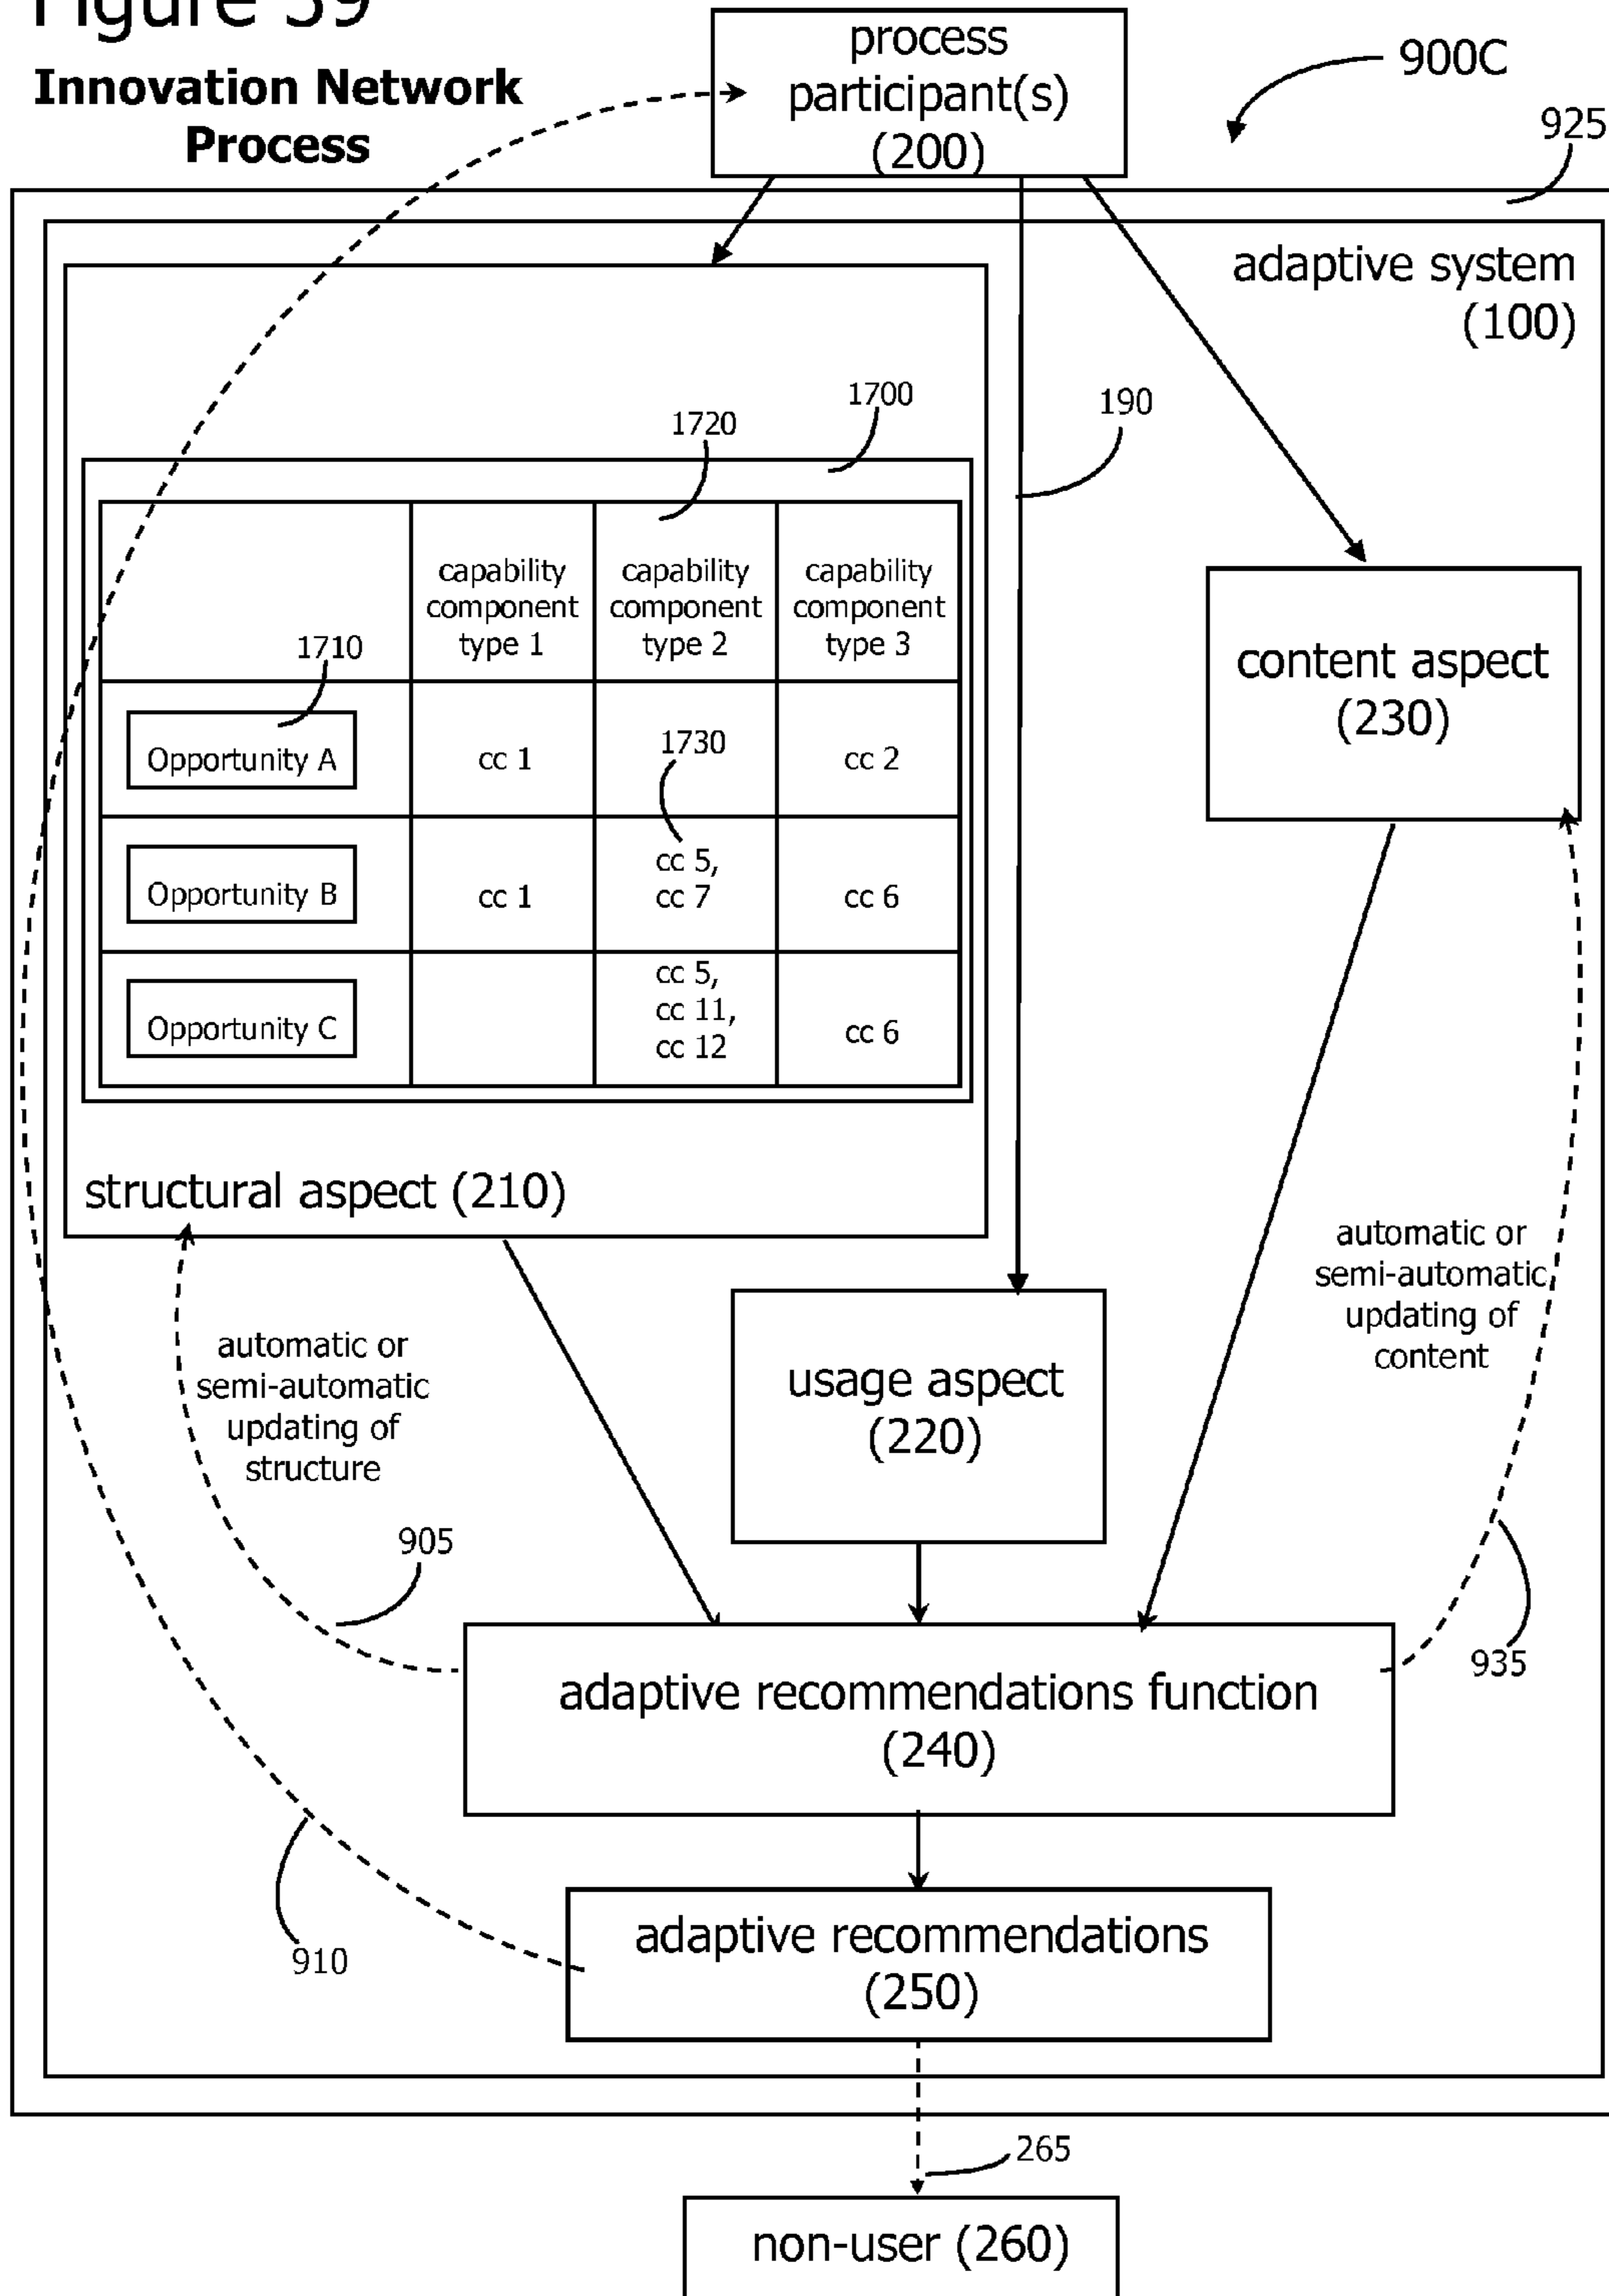 Figure 39
Innovation Network
Process
process
participant(s)
(200)
900C
925
adaptive system
(100)
190
1700
1720
capability
component
type 1
capability
component
type 2
capability
component
type 3
1710
Opportunity A
cc 1
1730
cc 2
Opportunity B
cc 1
cc 5,
cc 7
cc 6
Opportunity C
cc 5,
cc 11,
cc 12
cc 6
structural aspect (210)
content aspect
(230)
automatic or
semi-automatic
updating of
structure
usage aspect
(220)
automatic or
semi-automatic
updating of
content
905
935
adaptive recommendations function
(240)
910
adaptive recommendations
(250)
265
non-user (260)